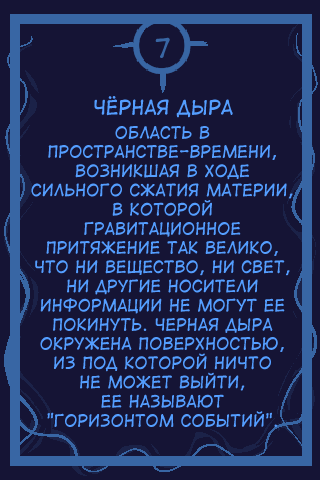 7
ЧЁРНАЯ ДЫРА
ОБЛАСТЬ В
ПРОСТРАНСТВЕ-ВРЕМЕНИ,
ВОЗНИКШАЯ В ХОДЕ
СИЛЬНОГО СЖАТИЯ МАТЕРИИ,
В КОТОРОЙ
ГРАВИТАЦИОННОЕ
ПРИТЯЖЕНИЕ ТАК ВЕЛИКО,
ЧТО НИ ВЕЩЕСТВО, НИ СВЕТ,
НИ ДРУГИЕ НОСИТЕЛИ
ИНФОРМАЦИИ НЕ МОГУТ ЕЕ
ПОКИНУТЬ. ЧЕРНАЯ ДЫРА
ОКРУЖЕНА ПОВЕРХНОСТЬЮ,
ИЗ ПОД КОТОРОЙ НИЧТО
НЕ МОЖЕТ ВЫЙТИ,
ЕЕ НАЗЫВАЮТ
"ГОРИЗОНТОМ СОБЫТИЙ".